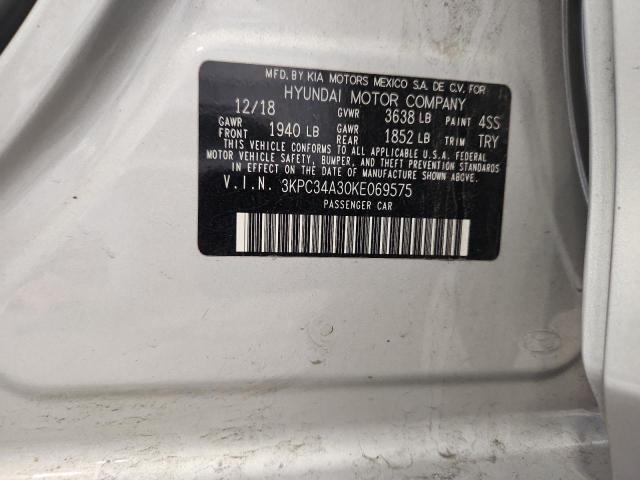 MFD. BY KIA MOTORS MEXICO S.A. DE C.V. FOR
HYUNDAI MOTOR COMPANY
12/18 GVWR 3638 LB PAINT 4SS
GAWR FRONT 1940 LB GAWR REAR 1852 LB TRIM TRY
THIS VEHICLE CONFORMS TO ALL APPLICABLE U.S.A. FEDERAL
MOTOR VEHICLE SAFETY, BUMPER, AND THEFT PREVENTION STANDARDS
IN EFFECT ON THE DATE OF MANUFACTURE SHOWN ABOVE.
V.I.N. 3KPC34A30KE069575
PASSENGER CAR